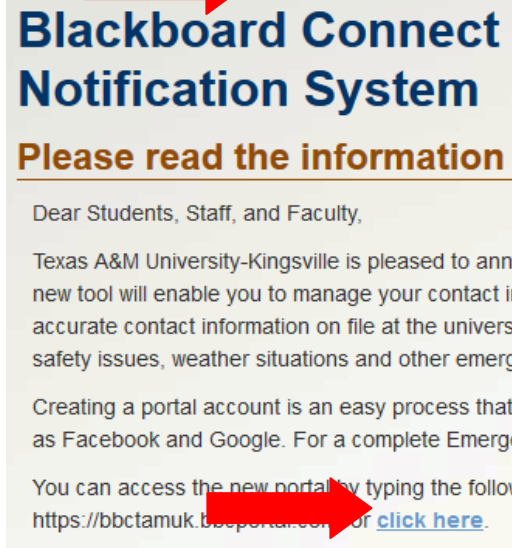 Blackboard Connect
Notification System
Please read the information
Dear Students, Staff, and Faculty,
Texas A&M University-Kingsville is pleased to ann
new tool will enable you to manage your contact i
accurate contact information on file at the univers
safety issues, weather situations and other emerg
Creating a portal account is an easy process that
as Facebook and Google. For a complete Emerge
You can access the new portal by typing the follow
https://bbctamuk.bbcportal.com or click here.